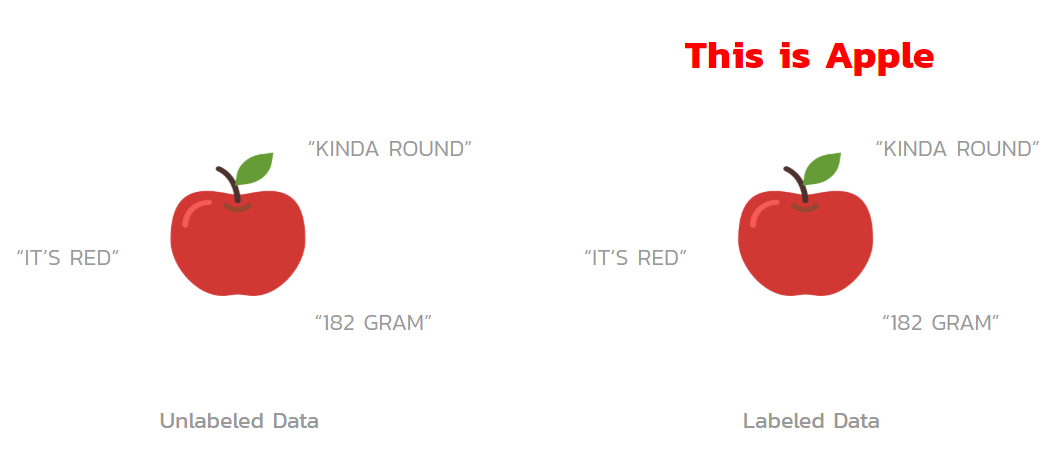 This is Apple
“KINDA ROUND”
“IT’S RED”
“182 GRAM”
Unlabeled Data
“KINDA ROUND”
“IT’S RED”
“182 GRAM”
Labeled Data